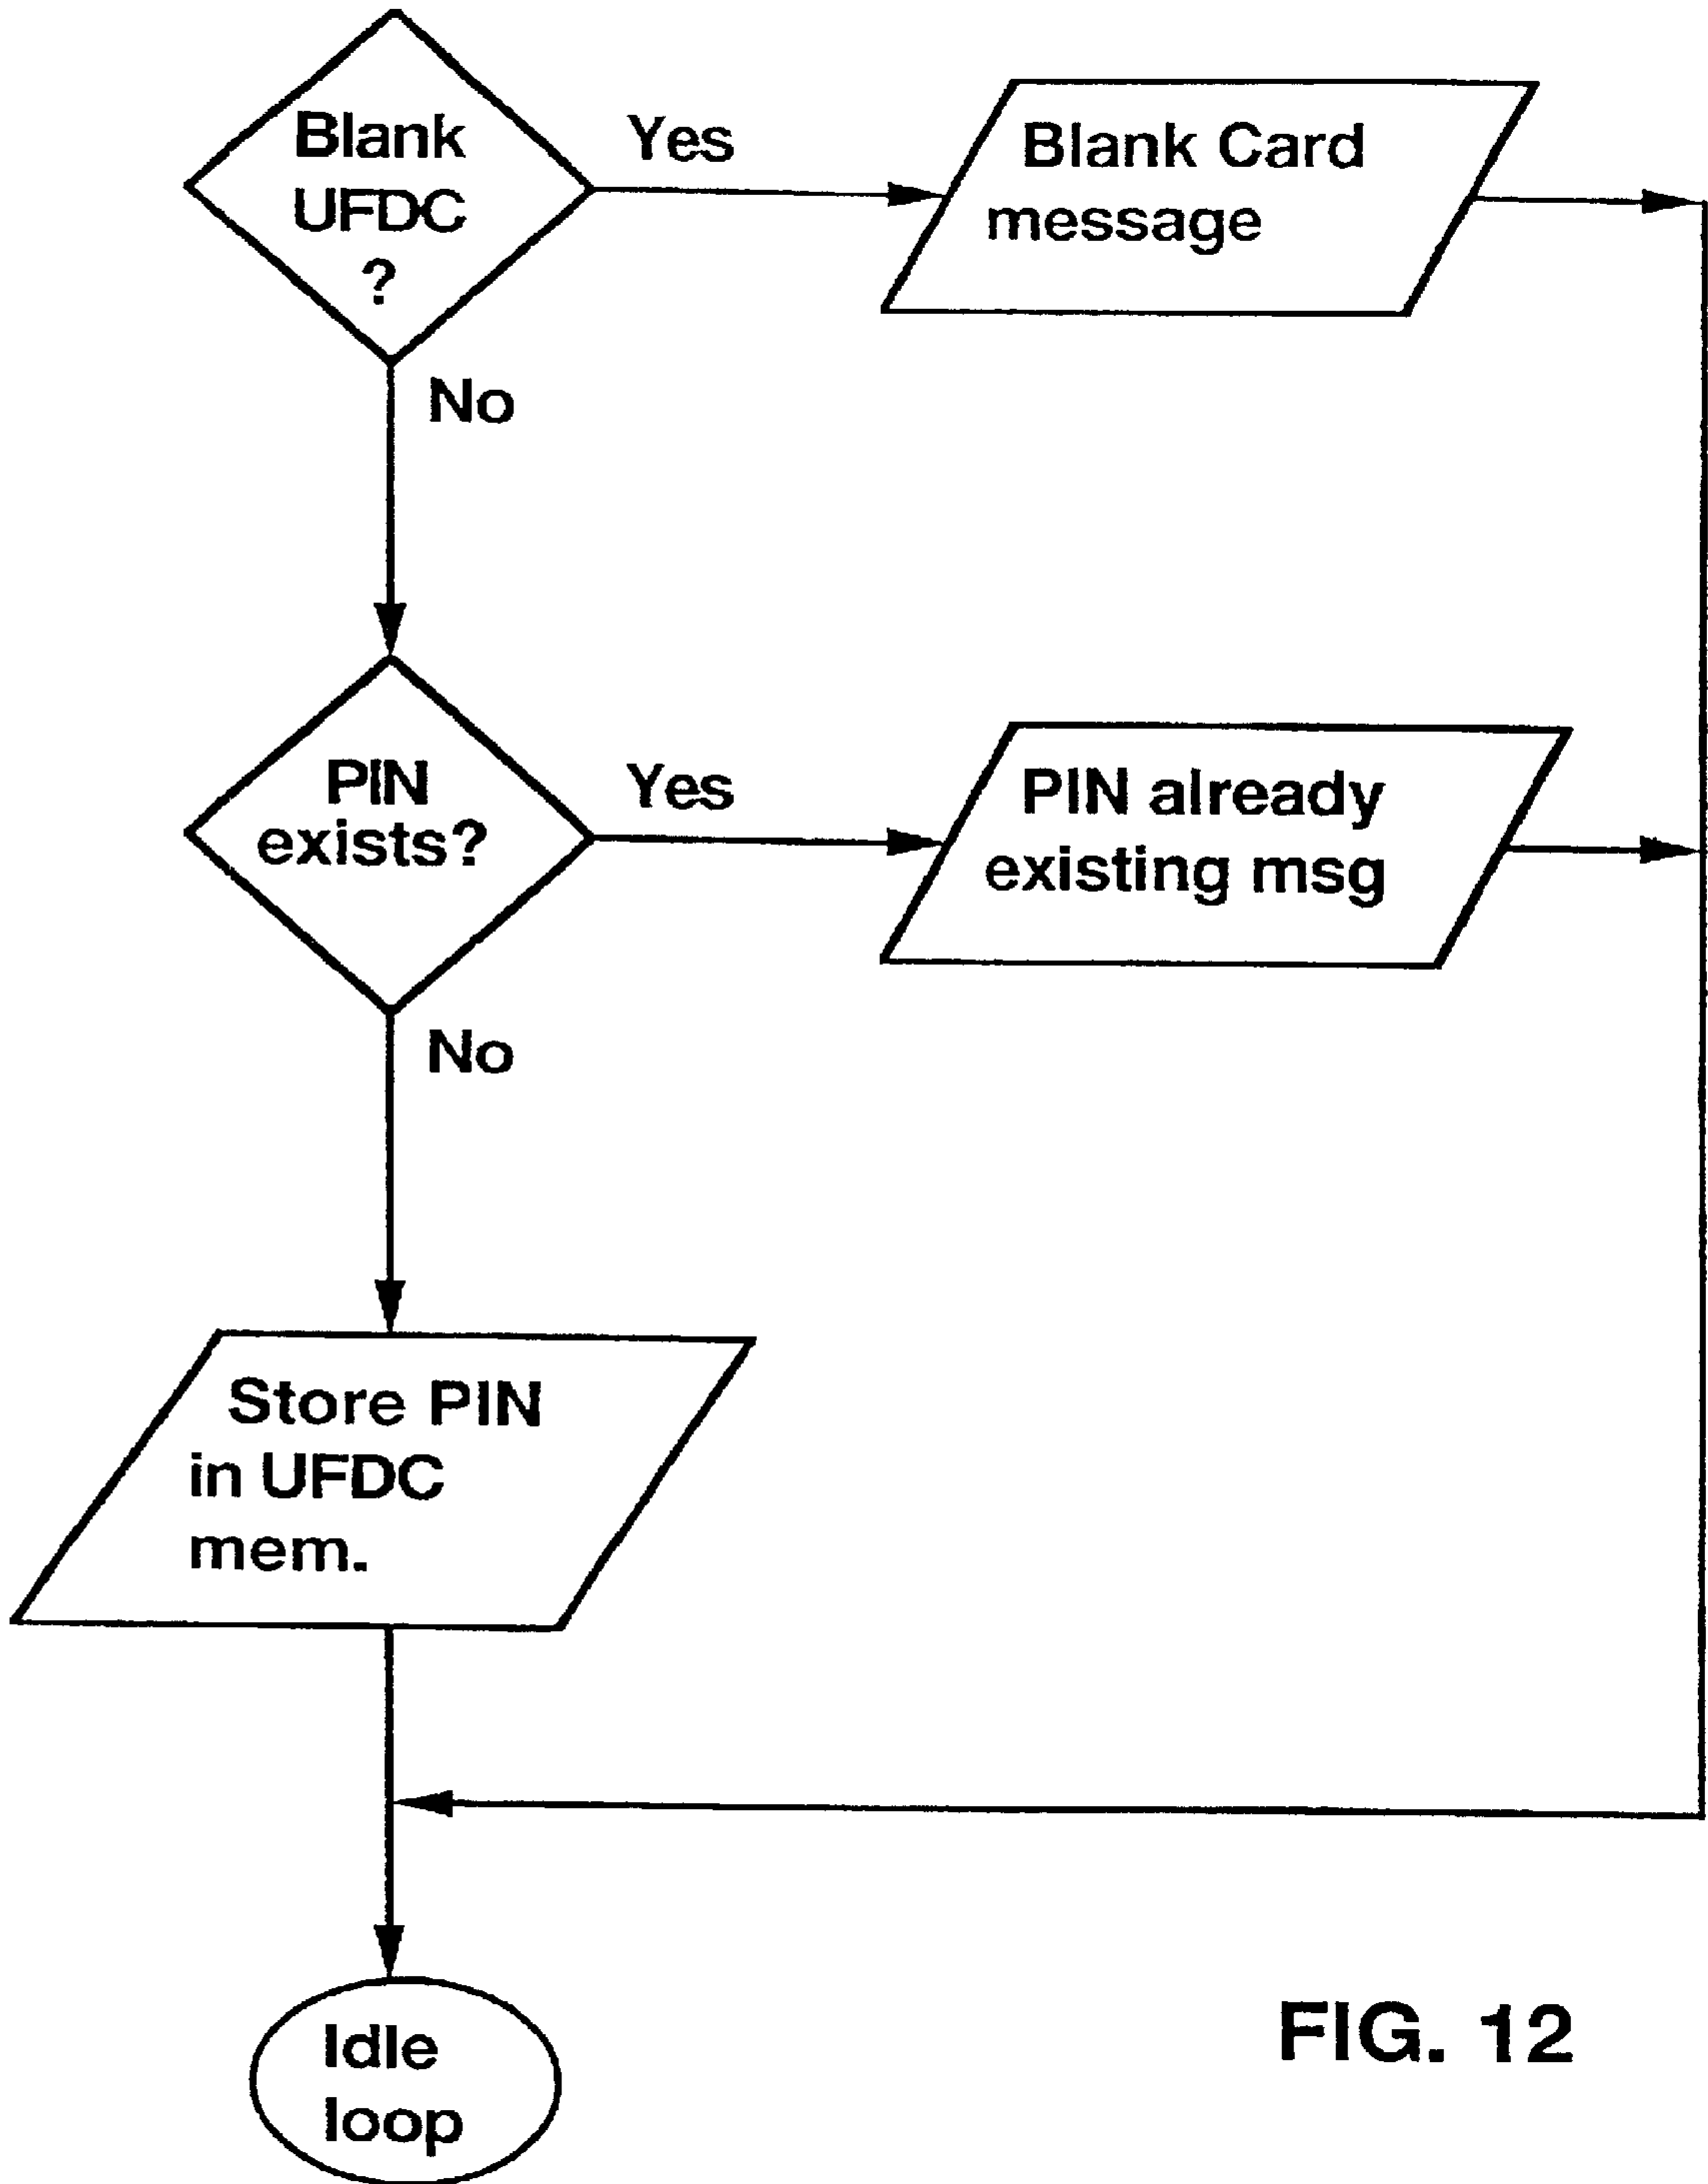 Blank
UFDC
?
Yes
Blank Card
message
No
PIN
exists?
Yes
PIN already
existing msg
No
Store PIN
in UFDC
mem.
Idle
loop
FIG. 12